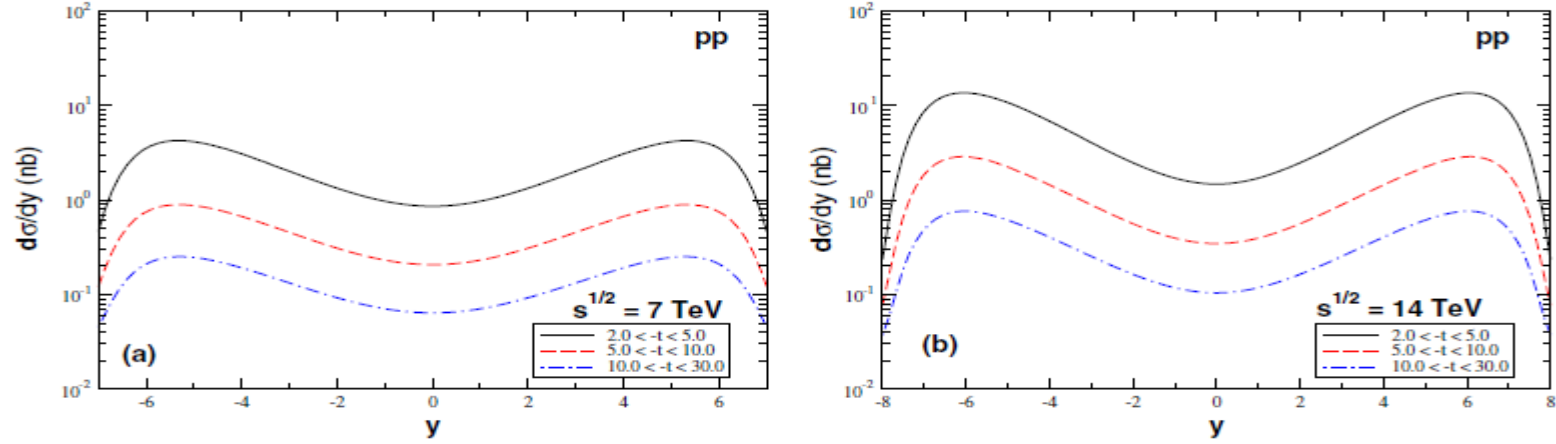 10²
10¹
10⁰
10⁻¹
10⁻²
dσ/dy (nb)
pp
s^1/2 = 7 TeV
2.0 < -t < 5.0
5.0 < -t < 10.0
10.0 < -t < 30.0
(a)
-6 -4 -2 0 2 4 6
y
10²
10¹
10⁰
10⁻¹
10⁻²
dσ/dy (nb)
pp
s^1/2 = 14 TeV
2.0 < -t < 5.0
5.0 < -t < 10.0
10.0 < -t < 30.0
(b)
-8 -6 -4 -2 0 2 4 6 8
y